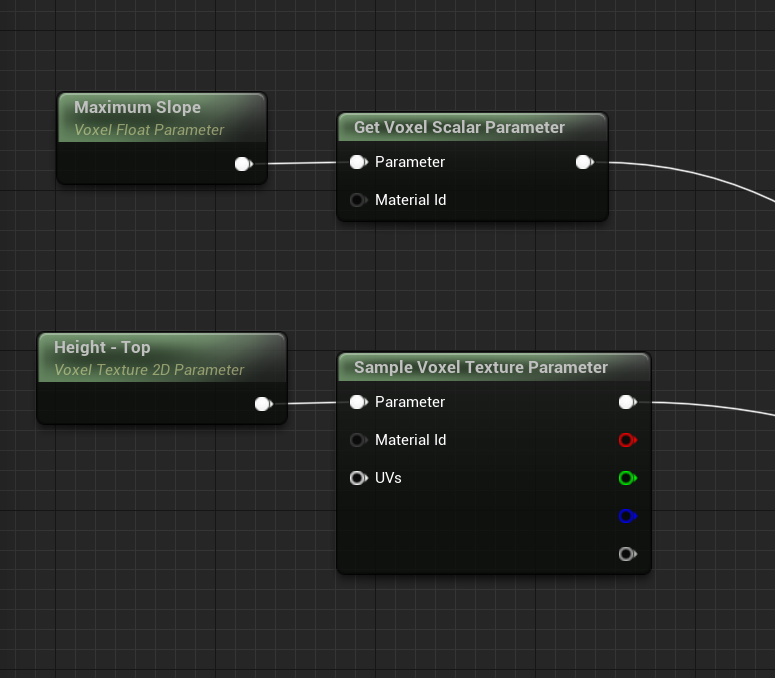 Maximum Slope
Voxel Float Parameter
Get Voxel Scalar Parameter
Parameter
Material Id
Height - Top
Voxel Texture 2D Parameter
Sample Voxel Texture Parameter
Parameter
Material Id
UVs